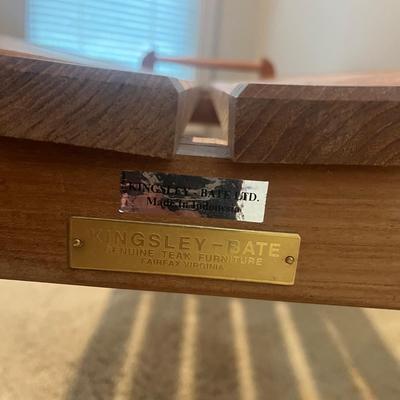 KINGSLEY - BATE LTD.
Made in Indonesia
KINGSLEY-BATE
GENUINE TEAK FURNITURE
FAIRFAX VIRGINIA